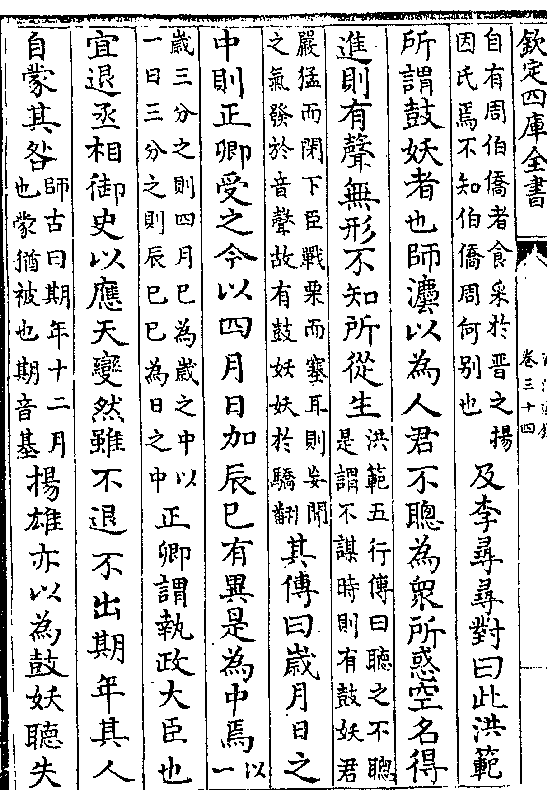 欽定四庫全書
卷三十四
自有周伯僑者食采於晉之揚
因氏焉不知伯僑周何别也
及李尋尋對曰此洪範
所謂鼓妖者也師灋以為人君不聰為衆所惑空名得
進則有聲無形不知所從生
洪範五行傳曰聽之不聰
是謂不謀時則有鼓妖君
嚴猛而閉下臣戰栗而塞耳則妄聞
之氣發於音聲故有鼓妖妖於驕翻
其傳曰歲月日之
中則正卿受之今以四月日加辰巳有異是為中焉
以
一
歲三分之則四月巳為歲之中以
一日三分之則辰巳巳為日之中
正卿謂執政大臣也
宜退丞相御史以應天變然雖不退不出期年其人
自蒙其咎
師古曰期年十二月
也蒙猶被也期音基
揚雄亦以為鼓妖聽失